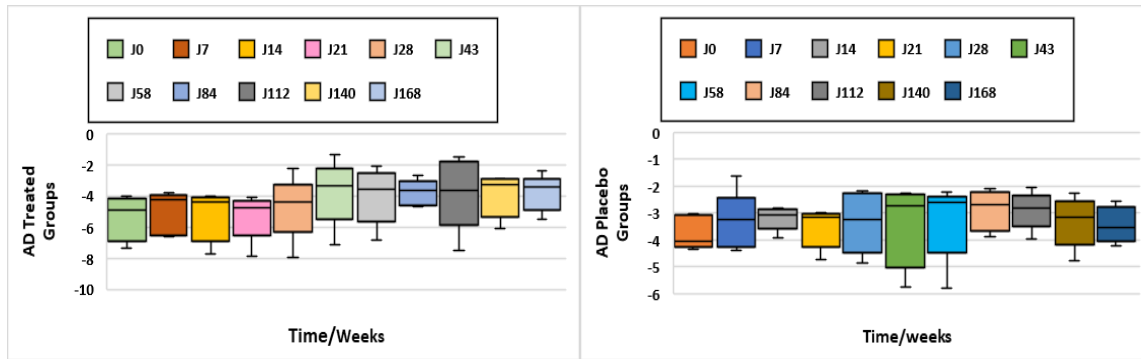 J0 J7 J14 J21 J28 J43
J58 J84 J112 J140 J168
AD Treated
Groups
0
-2
-4
-6
-8
-10
Time/Weeks
J0 J7 J14 J21 J28 J43
J58 J84 J112 J140 J168
AD Placebo
Groups
0
-1
-2
-3
-4
-5
-6
Time/weeks